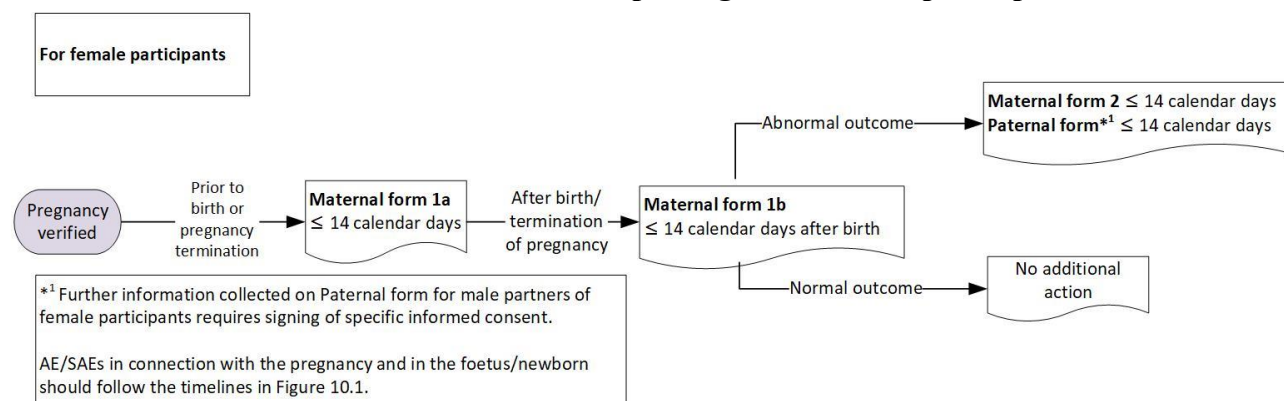 For female participants
Pregnancy
verified
Prior to
birth or
pregnancy
termination
Maternal form 1a
≤ 14 calendar days
After birth/
termination
of pregnancy
Maternal form 1b
≤ 14 calendar days after birth
Abnormal outcome
Maternal form 2 ≤ 14 calendar days
Paternal form*¹ ≤ 14 calendar days
Normal outcome
No additional
action
*¹ Further information collected on Paternal form for male partners of
female participants requires signing of specific informed consent.
AE/SAEs in connection with the pregnancy and in the foetus/newborn
should follow the timelines in Figure 10.1.